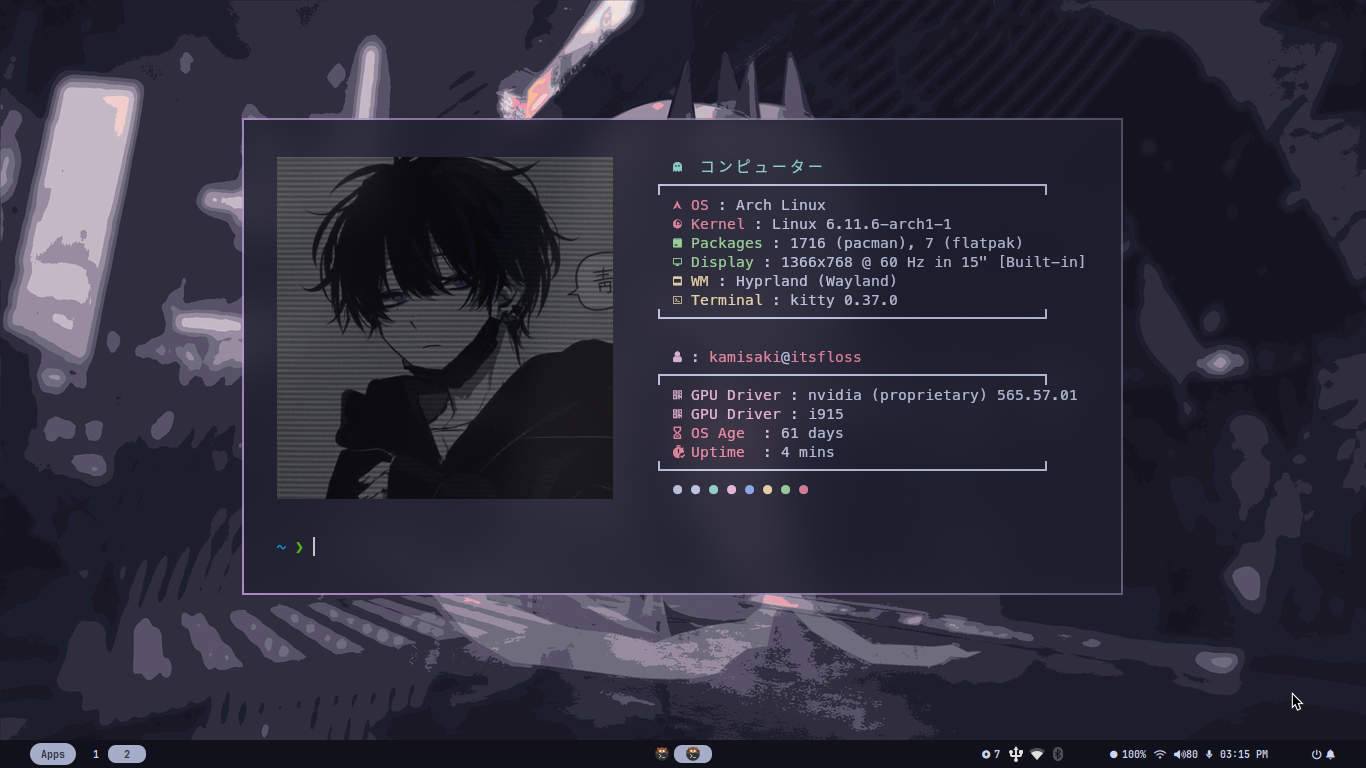 コンピューター
OS : Arch Linux
Kernel : Linux 6.11.6-arch1-1
Packages : 1716 (pacman), 7 (flatpak)
Display : 1366x768 @ 60 Hz in 15" [Built-in]
WM : Hyprland (Wayland)
Terminal : kitty 0.37.0
: kamisaki@itsfloss
GPU Driver : nvidia (proprietary) 565.57.01
GPU Driver : i915
OS Age : 61 days
Uptime : 4 mins
~ ❯
Apps 1 2 7 100% 80 03:15 PM